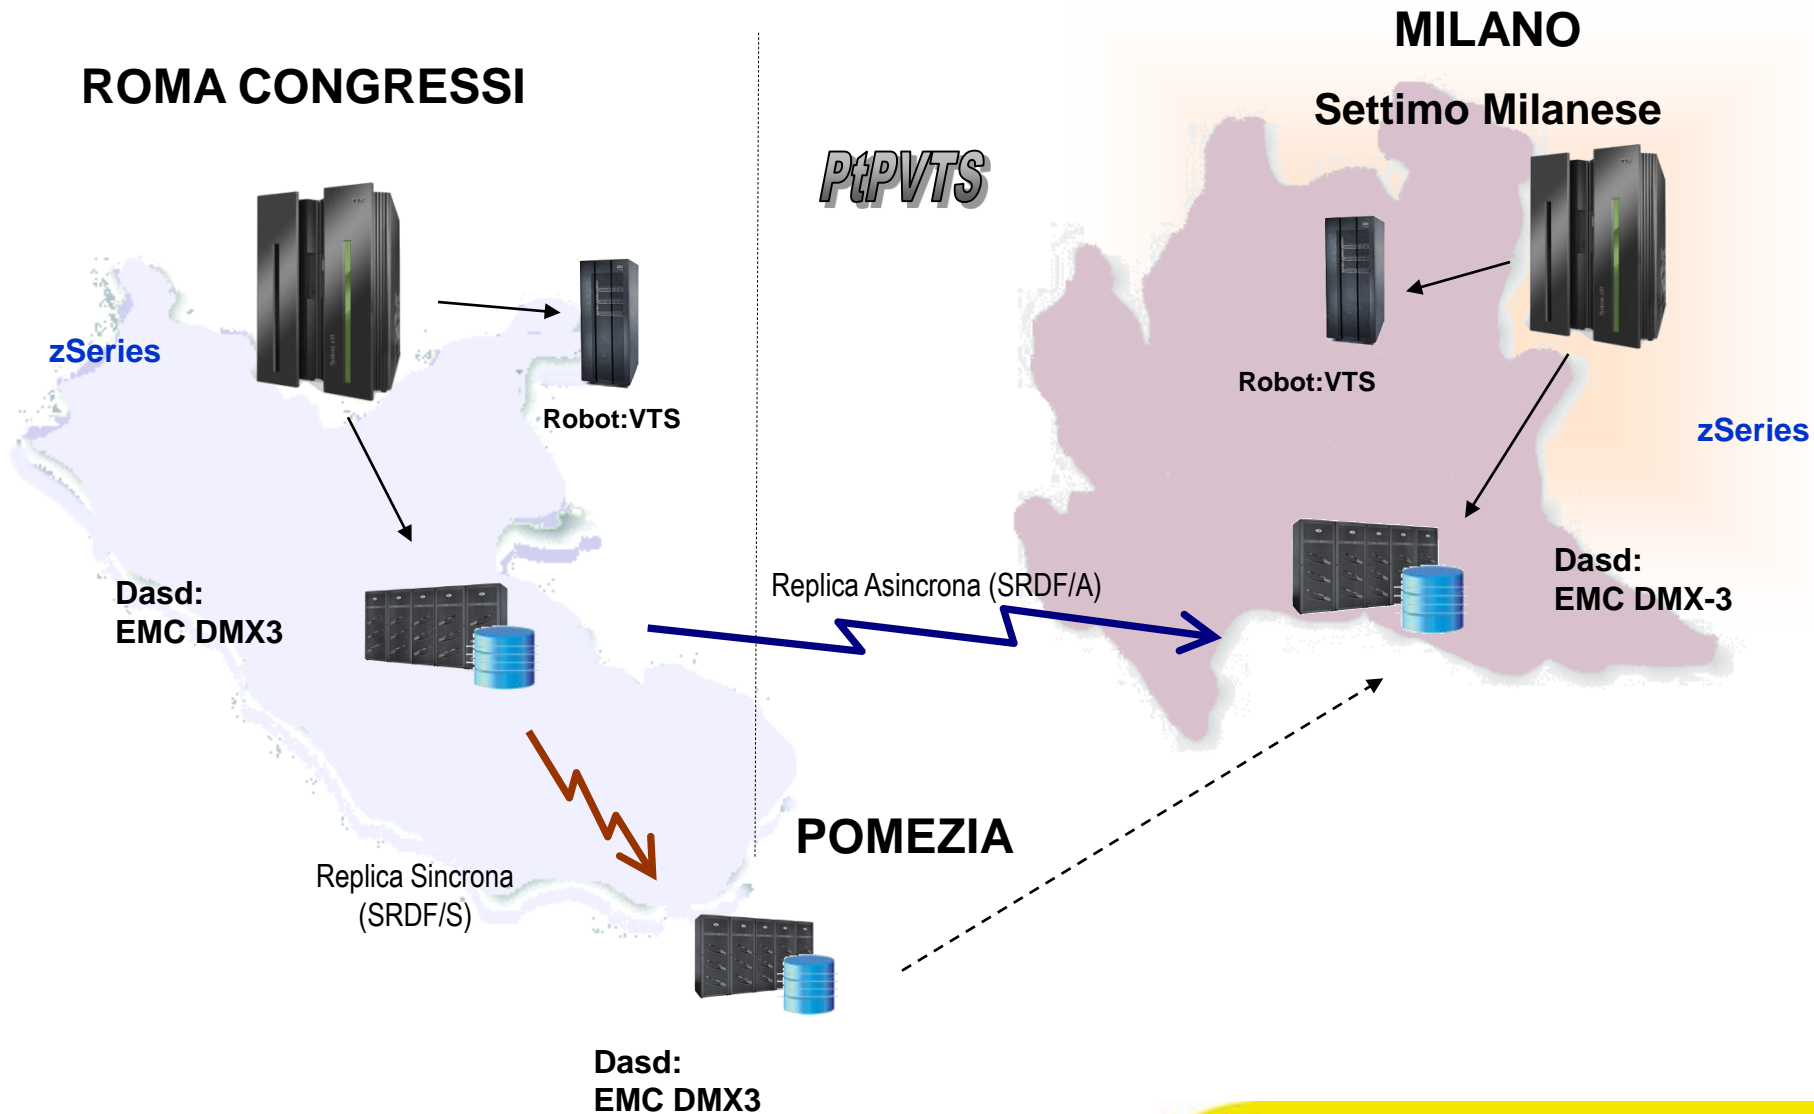 MILANO
ROMA CONGRESSI
Settimo Milanese
PtPVTS
zSeries
Robot:VTS
Robot:VTS
zSeries
Dasd:
EMC DMX3
Replica Asincrona (SRDF/A)
Dasd:
EMC DMX-3
POMEZIA
Replica Sincrona
(SRDF/S)
Dasd:
EMC DMX3